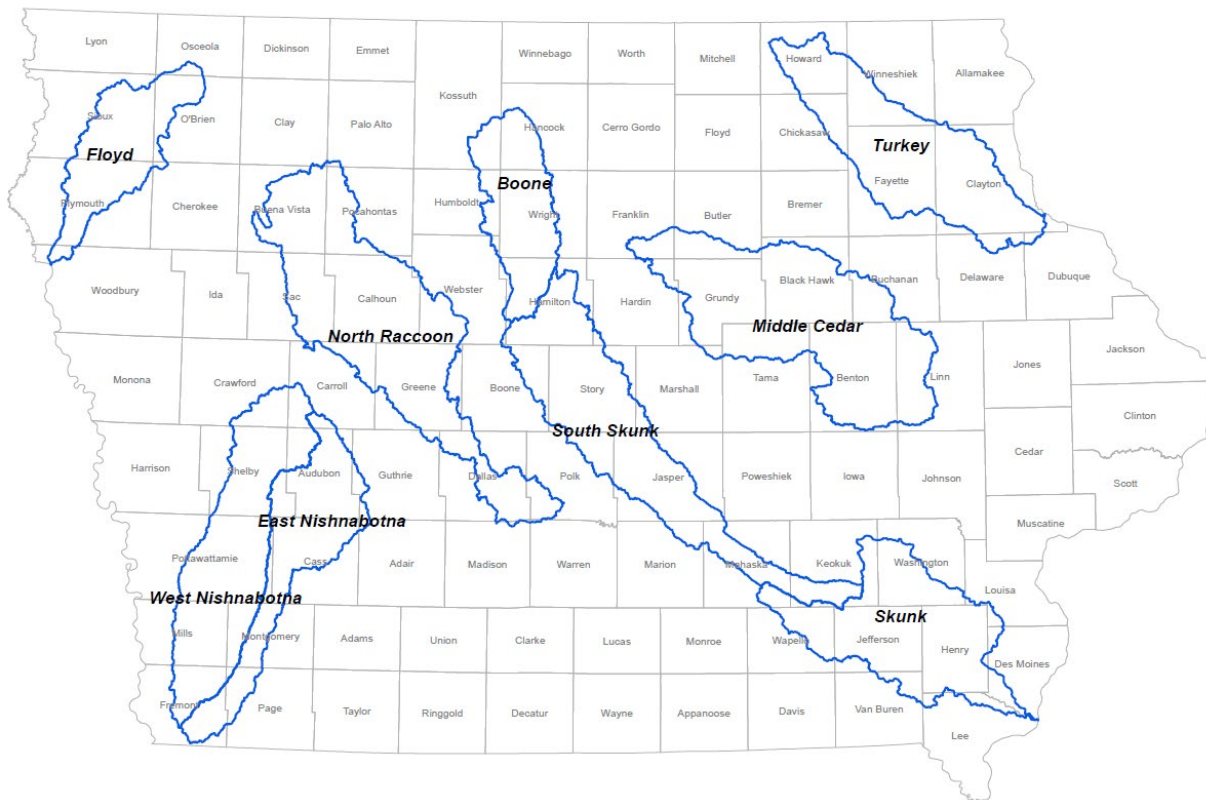 Lyon
Osceola
Dickinson
Emmet
Winnebago
Worth
Mitchell
Howard
Winneshiek
Allamakee
Kossuth
Sioux
O'Brien
Clay
Palo Alto
Hancock
Cerro Gordo
Floyd
Chickasaw
Floyd
Turkey
Boone
Fayette
Clayton
Plymouth
Cherokee
Buena Vista
Pocahontas
Humboldt
Wright
Franklin
Butler
Bremer
Woodbury
Ida
Sac
Calhoun
Webster
Hamilton
Hardin
Grundy
Black Hawk
Buchanan
Delaware
Dubuque
North Raccoon
Middle Cedar
Monona
Crawford
Carroll
Greene
Boone
Story
Marshall
Tama
Benton
Linn
Jones
Jackson
Clinton
South Skunk
Harrison
Shelby
Audubon
Guthrie
Dallas
Polk
Jasper
Poweshiek
Iowa
Johnson
Cedar
Scott
Muscatine
East Nishnabotna
Pottawattamie
Cass
Adair
Madison
Warren
Marion
Mahaska
Keokuk
Washington
Louisa
West Nishnabotna
Skunk
Mills
Montgomery
Adams
Union
Clarke
Lucas
Monroe
Wapello
Jefferson
Henry
Des Moines
Fremont
Page
Taylor
Ringgold
Decatur
Wayne
Appanoose
Davis
Van Buren
Lee